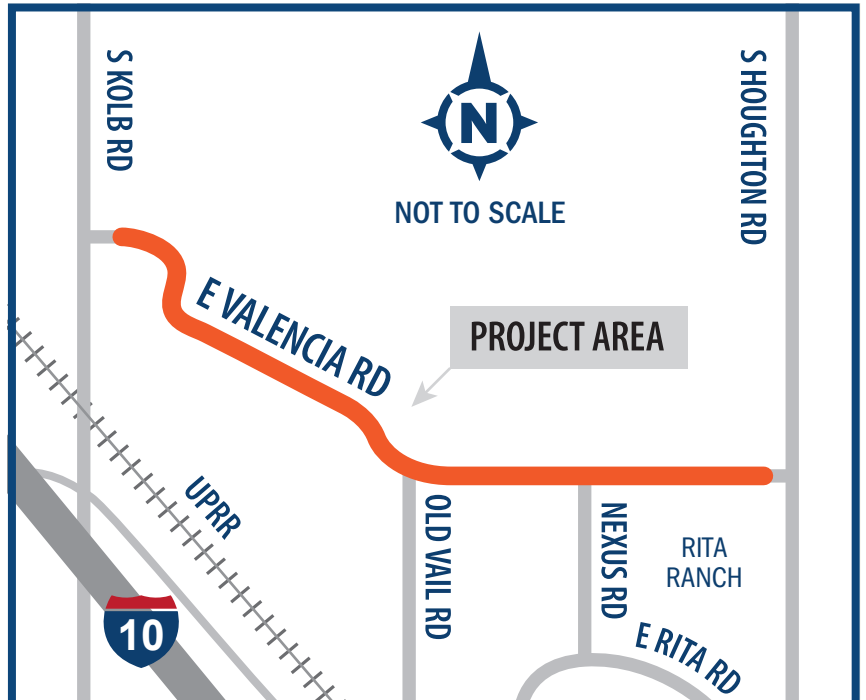 S KOLB RD
N
S HOUGHTON RD
NOT TO SCALE
E VALENCIA RD
PROJECT AREA
UPRR
OLD VAIL RD
NEXUS RD
RITA
RANCH
E RITA RD
10